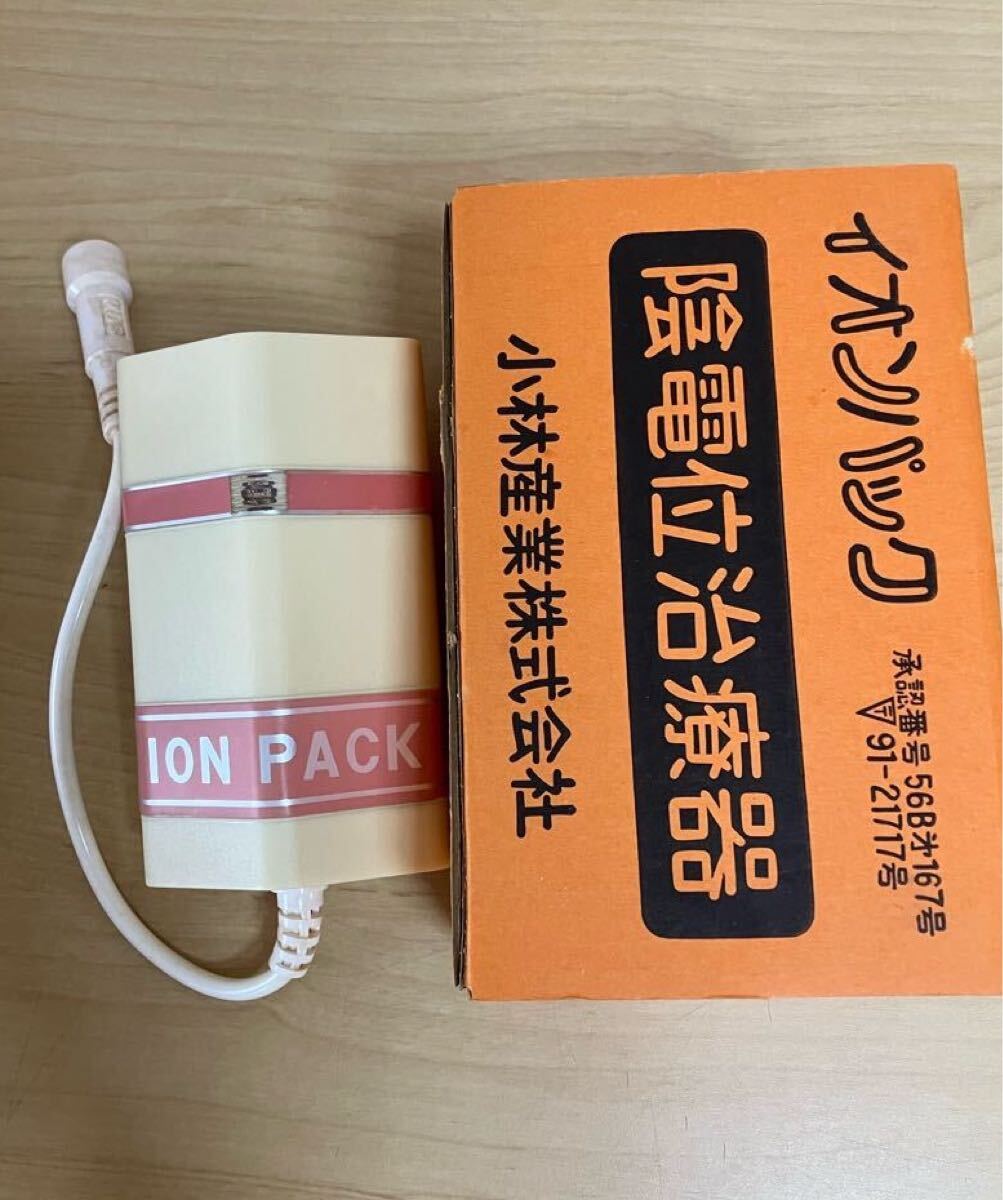 イオンパック
承認番号 56B才167号
〒91-21717号
陰電位治療器
小林産業株式会社
ION PACK